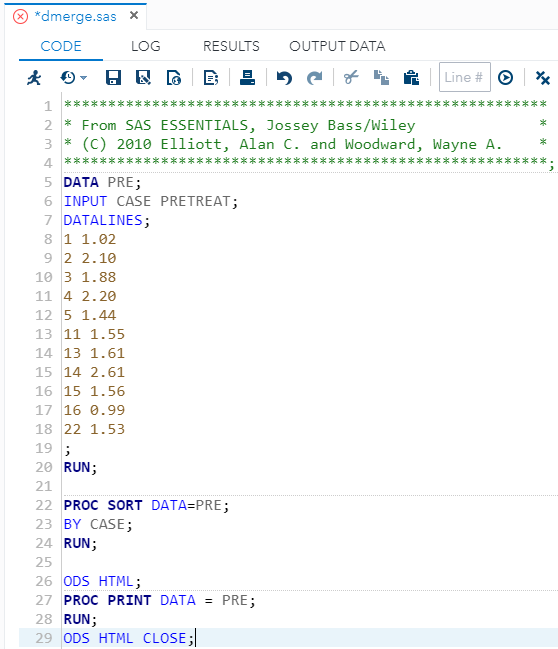 *dmerge.sas ×
CODE LOG RESULTS OUTPUT DATA
Line #
1 ******************************************************
2 * From SAS ESSENTIALS, Jossey Bass/Wiley *
3 * (C) 2010 Elliott, Alan C. and Woodward, Wayne A. *
4 ******************************************************;
5 DATA PRE;
6 INPUT CASE PRETREAT;
7 DATALINES;
8 1 1.02
9 2 2.10
10 3 1.88
11 4 2.20
12 5 1.44
13 11 1.55
14 13 1.61
15 14 2.61
16 15 1.56
17 16 0.99
18 22 1.53
19 ;
20 RUN;
21
22 PROC SORT DATA=PRE;
23 BY CASE;
24 RUN;
25
26 ODS HTML;
27 PROC PRINT DATA = PRE;
28 RUN;
29 ODS HTML CLOSE;